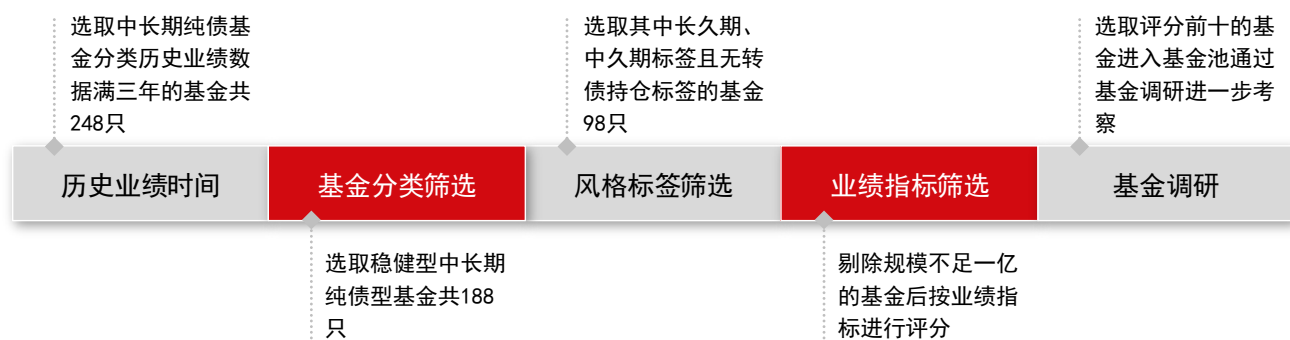 选取中长期纯债基
金分类历史业绩数
据满三年的基金共
248只
选取其中长久期、
中久期标签且无转
债持仓标签的基金
98只
选取评分前十的基
金进入基金池通过
基金调研进一步考
察
历史业绩时间
基金分类筛选
风格标签筛选
业绩指标筛选
基金调研
选取稳健型中长期
纯债型基金共188
只
剔除规模不足一亿
的基金后按业绩指
标进行评分